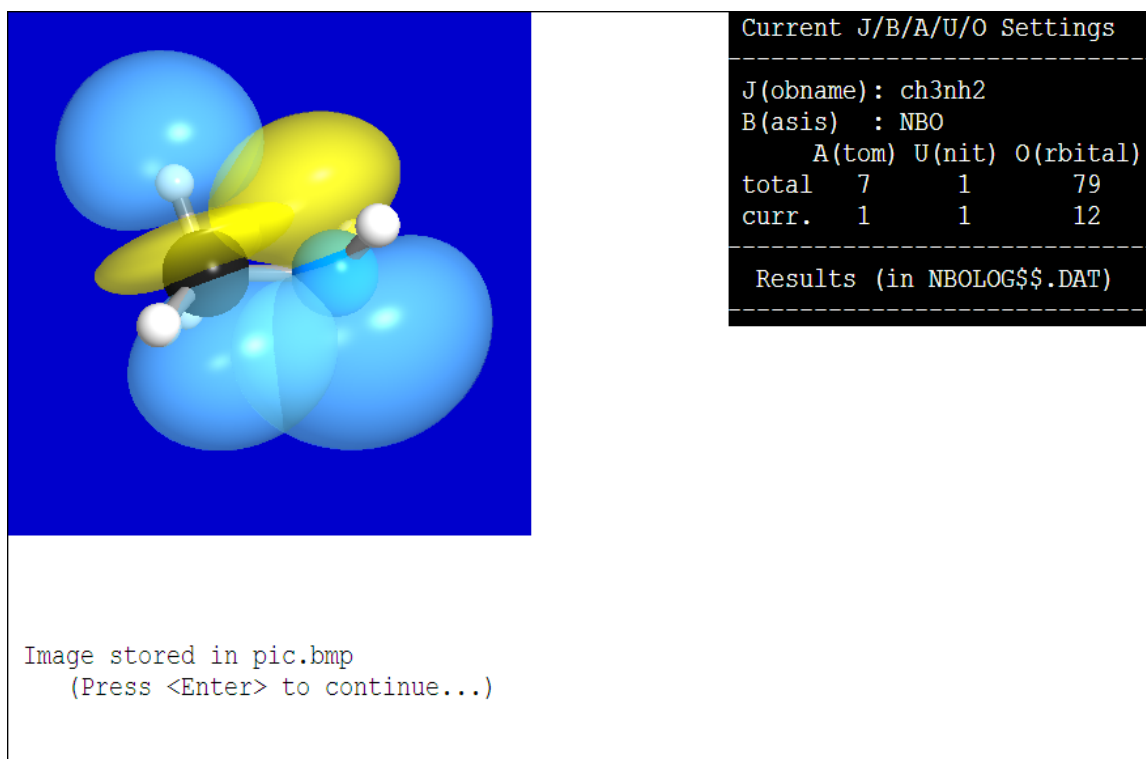 Current J/B/A/U/O Settings
J(obname): ch3nh2
B(asis)  : NBO
A(tom) U(nit) O(rbital)
total 7 1 79
curr. 1 1 12
Results (in NBOLOG$$.DAT)
Image stored in pic.bmp
(Press <Enter> to continue...)